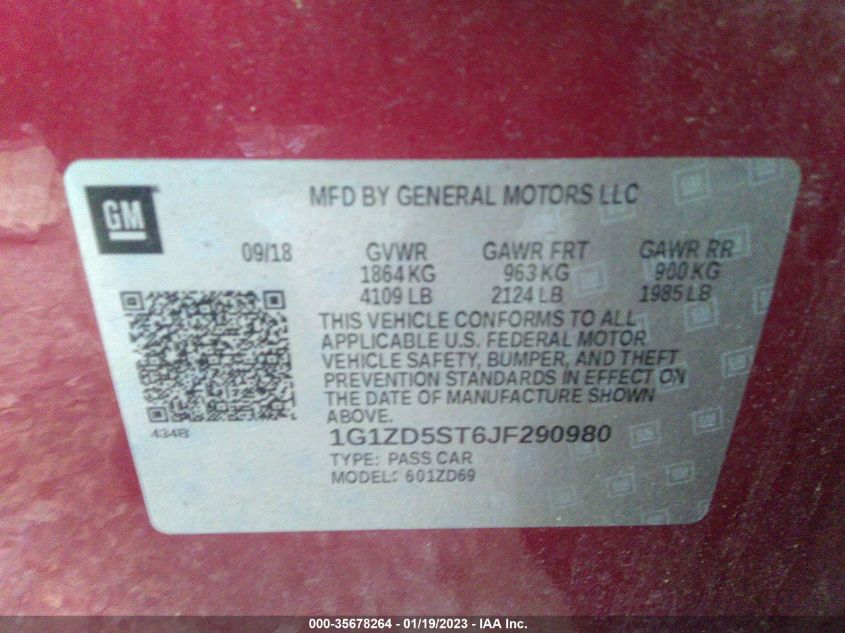 GM
MFD BY GENERAL MOTORS LLC
09/18 GVWR GAWR FRT GAWR RR
1864 KG 963 KG 900 KG
4109 LB 2124 LB 1985 LB
THIS VEHICLE CONFORMS TO ALL
APPLICABLE U.S. FEDERAL MOTOR
VEHICLE SAFETY, BUMPER, AND THEFT
PREVENTION STANDARDS IN EFFECT ON
THE DATE OF MANUFACTURE SHOWN
ABOVE.
434B
1G1ZD5ST6JF290980
TYPE: PASS CAR
MODEL: 601ZD69
000-35678264 - 01/19/2023 - IAA Inc.